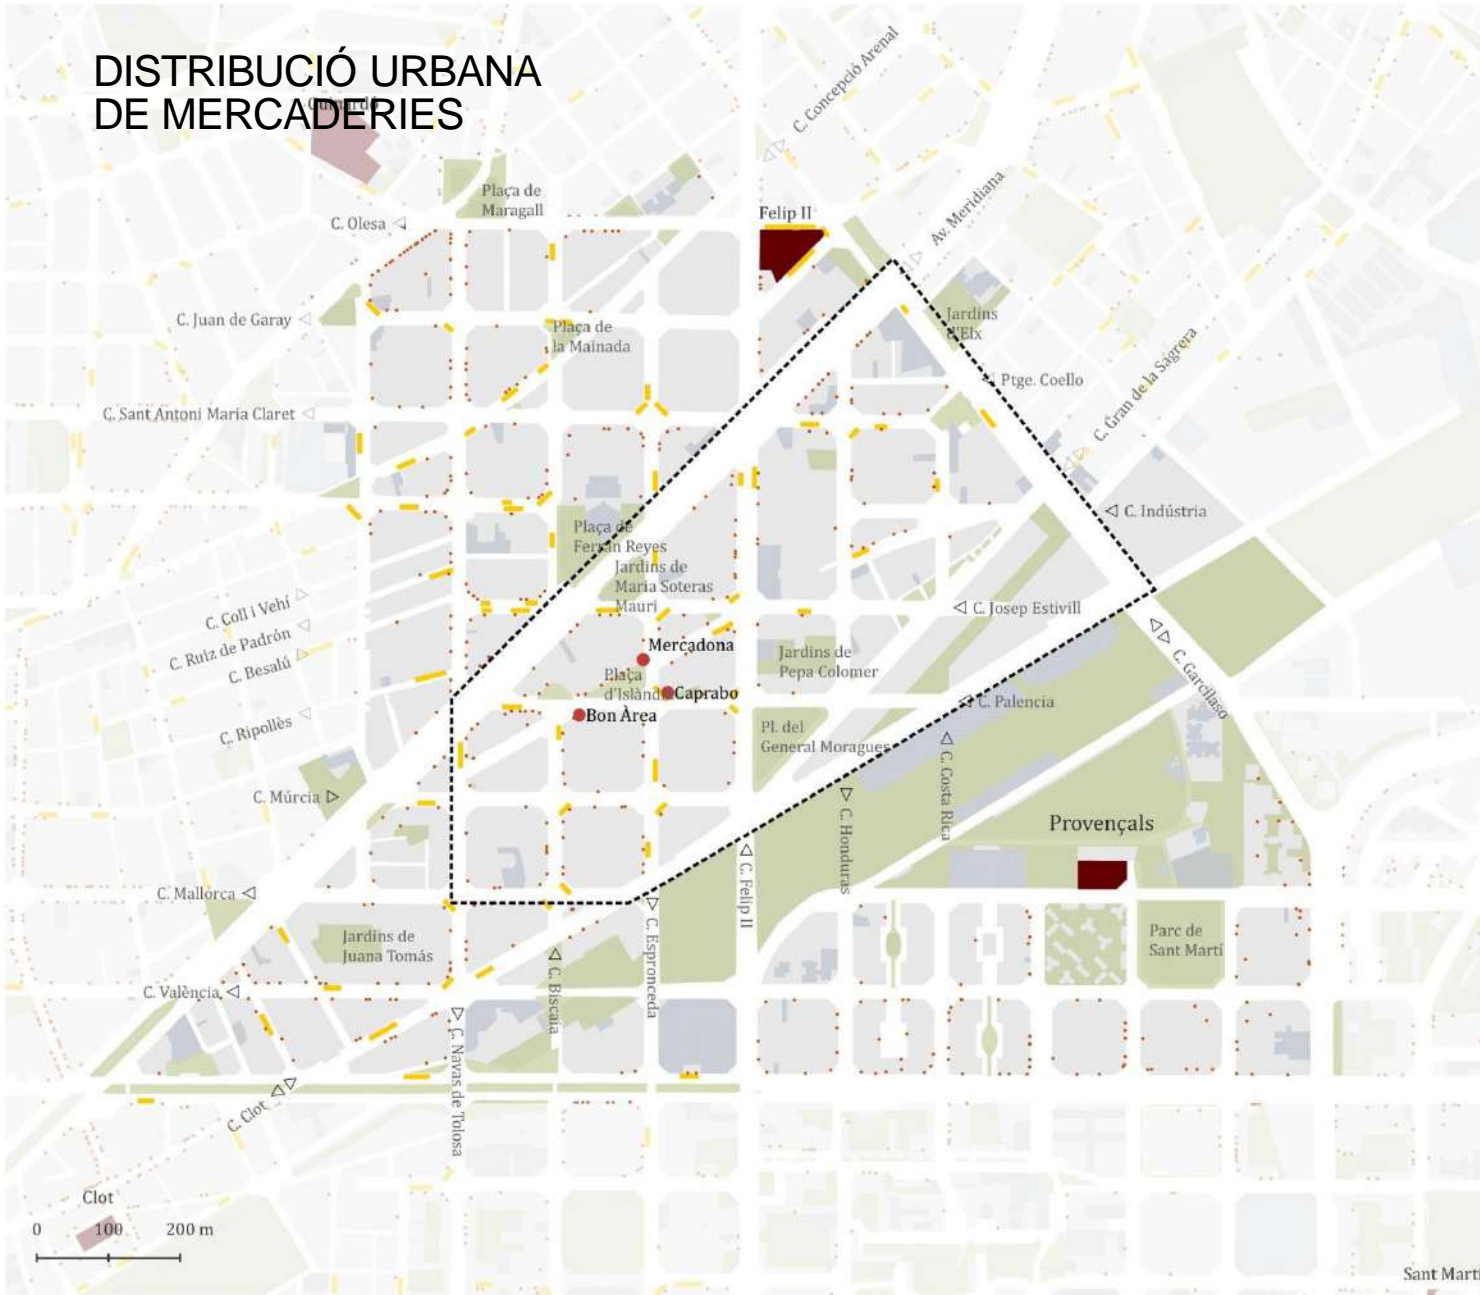 DISTRIBUCIÓ URBANA
DE MERCADERIES
Guinardó
C. Concepció Arenal
Plaça de
Maragall
Av. Meridiana
C. Olesa
Felip II
C. Juan de Garay
Plaça de
la Mainada
Jardins
d'Elx
Ptge. Coello
C. Gran de la Sagrera
C. Sant Antoni Maria Claret
C. Indústria
Plaça de
Ferran Reyes
Jardins de
Maria Soteras
Mauri
C. Josep Estivill
C. Coll i Vehí
C. Ruiz de Padrón
C. Besalú
C. Ripollès
Mercadona
Plaça
d'Islàndia
Caprabo
Bon Àrea
Jardins de
Pepa Colomer
C. Garcilaso
C. Palencia
Pl. del
General Moragues
C. Múrcia
C. Costa Rica
C. Honduras
Provençals
C. Mallorca
C. Felip II
C. Espronceda
Jardins de
Juana Tomás
Parc de
Sant Martí
C. València
C. Biscaia
C. Navas de Tolosa
C. Clot
Clot
0 100 200 m
Sant Martí